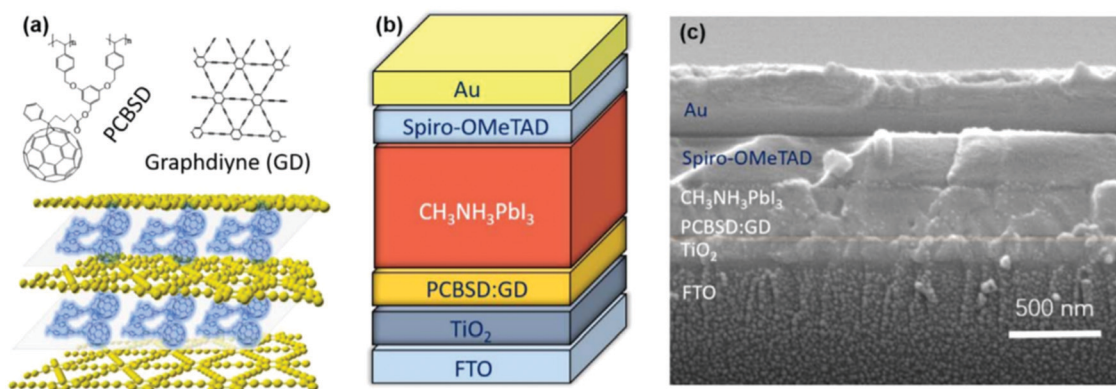 (a)
n
n
O
O
O
O
PCBSD
Graphdiyne (GD)
(b)
Au
Spiro-OMeTAD
CH₃NH₃PbI₃
PCBSD:GD
TiO₂
FTO
(c)
Au
Spiro-OMeTAD
CH₃NH₃PbI₃
PCBSD:GD
TiO₂
FTO
500 nm